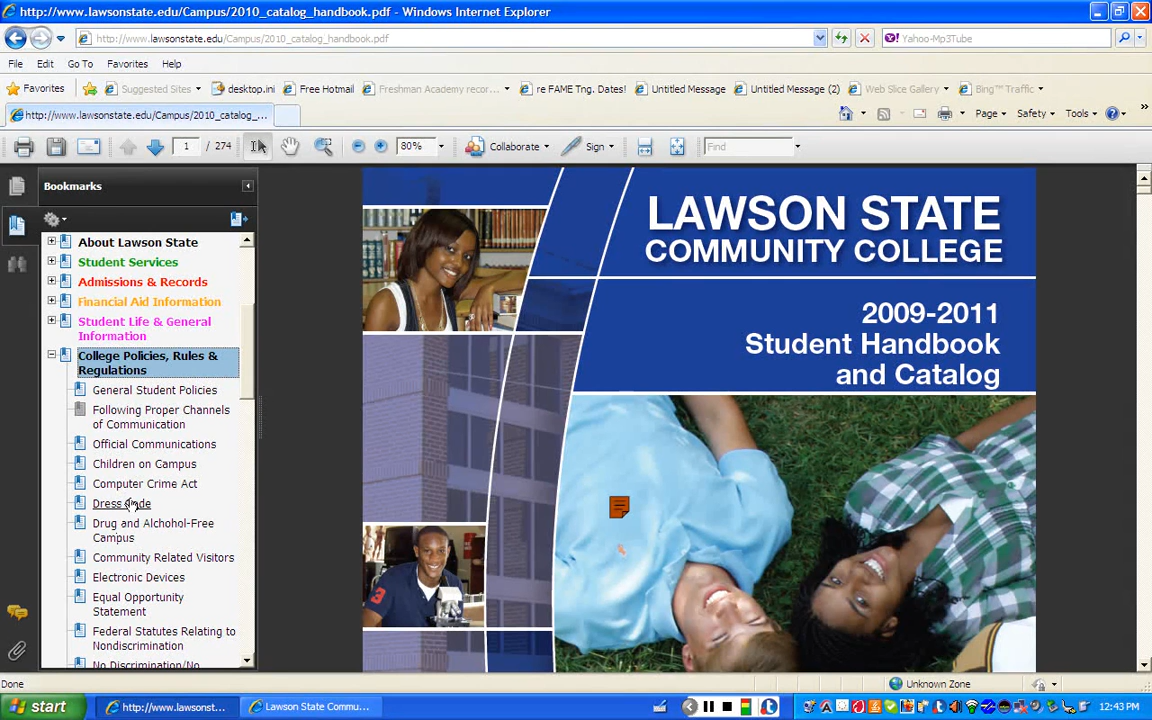 http://www.lawsonstate.edu/Campus/2010_catalog_handbook.pdf - Windows Internet Explorer
http://www.lawsonstate.edu/Campus/2010_catalog_handbook.pdf
Yahoo-Mp3Tube
File Edit Go To Favorites Help
Favorites Suggested Sites desktop.ini Free Hotmail Freshman Academy recor... re FAME Tng. Dates! Untitled Message Untitled Message (2) Web Slice Gallery Bing™ Traffic
http://www.lawsonstate.edu/Campus/2010_catalog_...
Page Safety Tools
1 / 274 80% Collaborate Sign Find
Bookmarks
About Lawson State
Student Services
Admissions & Records
Financial Aid Information
Student Life & General
Information
College Policies, Rules &
Regulations
General Student Policies
Following Proper Channels
of Communication
Official Communications
Children on Campus
Computer Crime Act
Dress Code
Drug and Alchohol-Free
Campus
Community Related Visitors
Electronic Devices
Equal Opportunity
Statement
Federal Statutes Relating to
Nondiscrimination
No Discrimination/No
LAWSON STATE
COMMUNITY COLLEGE
2009-2011
Student Handbook
and Catalog
3
Done
Unknown Zone
start
http://www.lawsonst...
Lawson State Commu...
12:43 PM